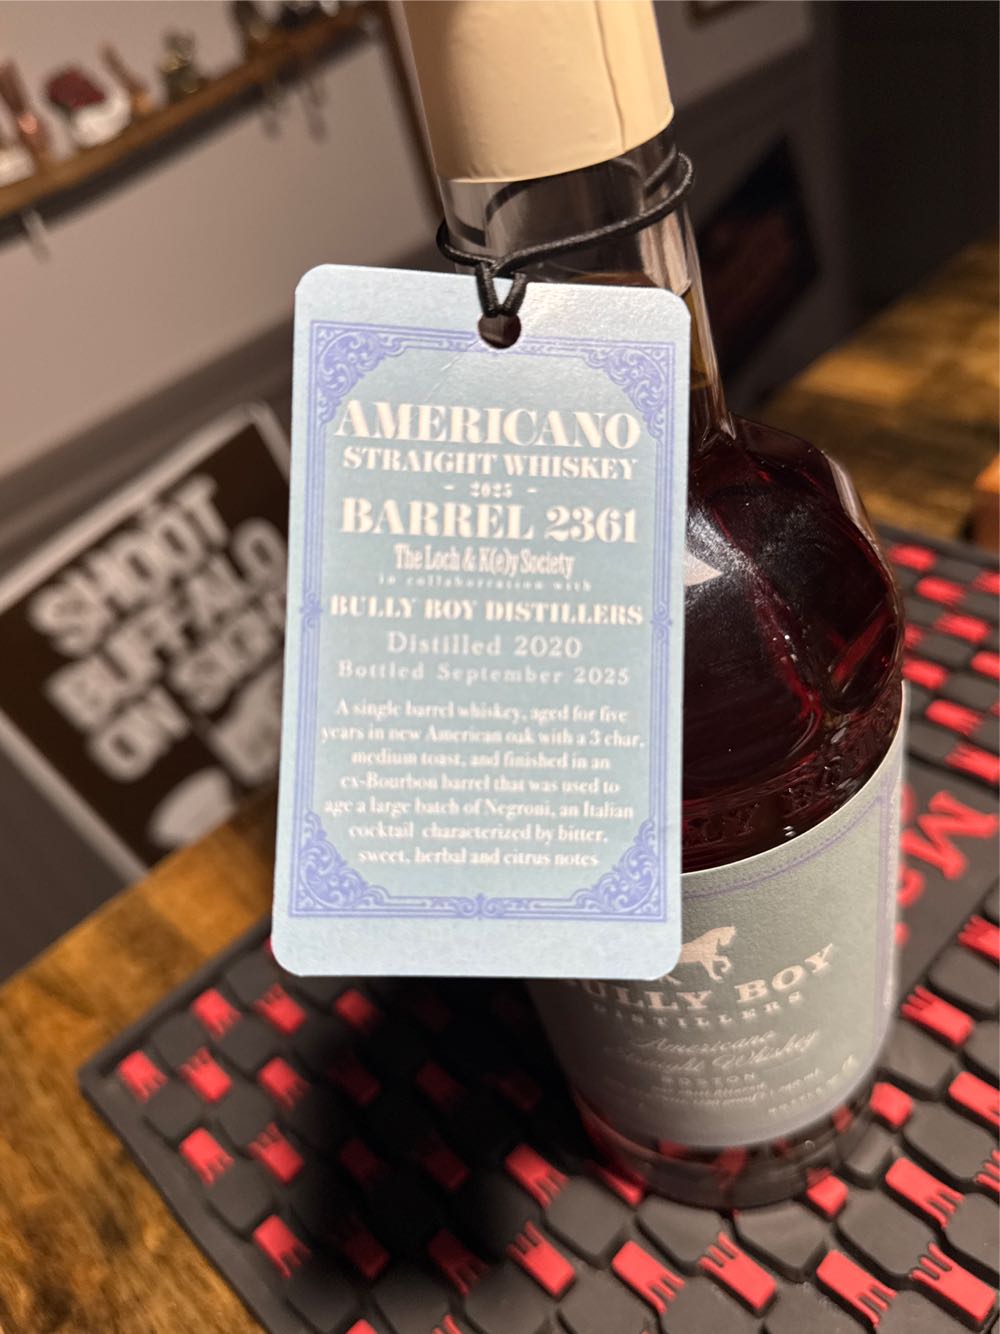 AMERICANO
STRAIGHT WHISKEY
- 2025 -
BARREL 2361
The Loch & K(e)y Society
in collaboration with
BULLY BOY DISTILLERS
Distilled 2020
Bottled September 2025
A single barrel whiskey, aged for five
years in new American oak with a 3 char,
medium toast, and finished in an
ex-Bourbon barrel that was used to
age a large batch of Negroni, an Italian
cocktail characterized by bitter,
sweet, herbal and citrus notes
BULLY BOY
DISTILLERS
Americano
Straight Whiskey
BOSTON
SHOOT
BUFFALO
ON